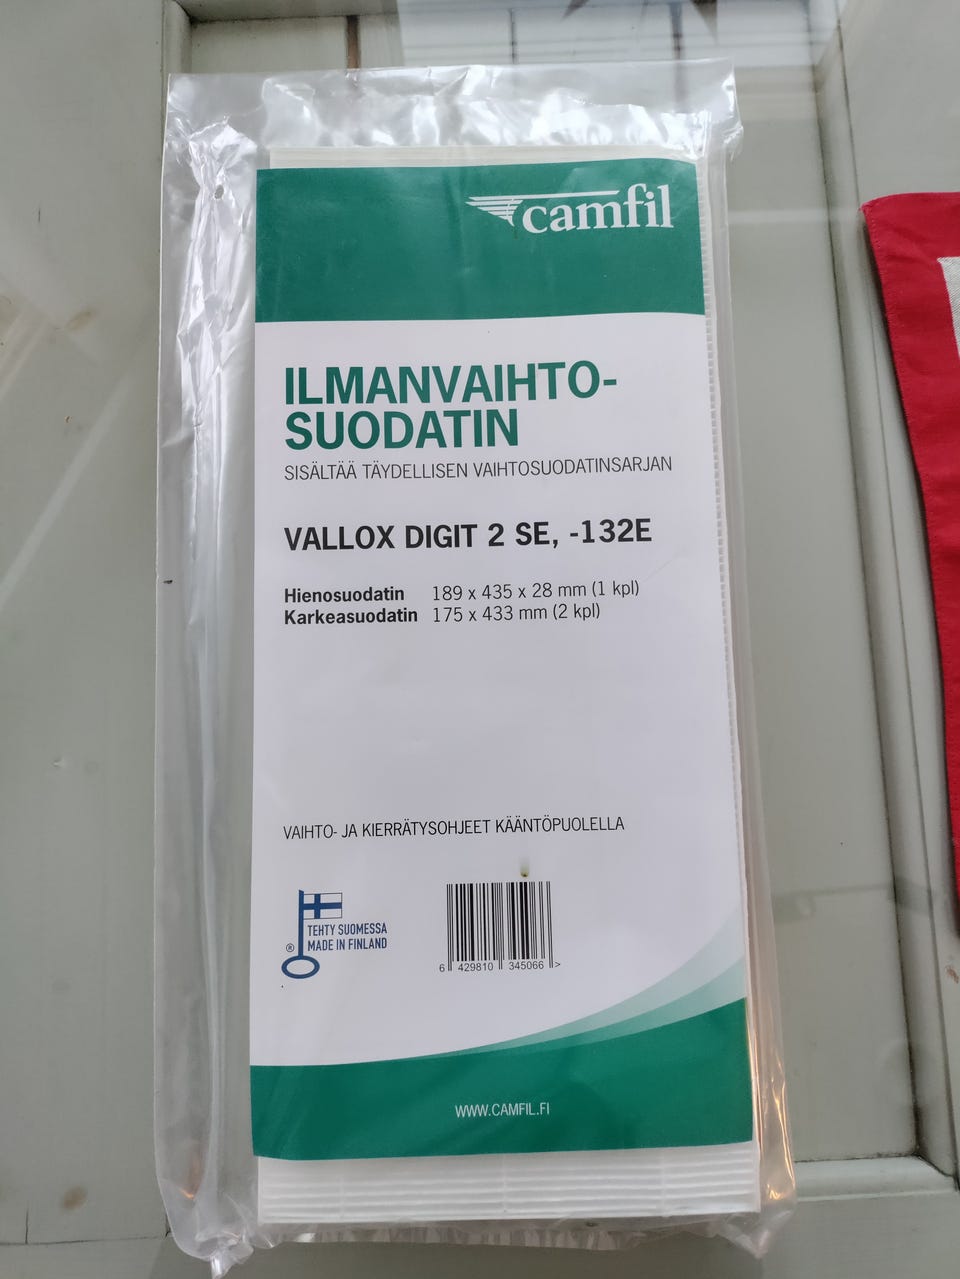 camfil
ILMANVAIHTO-
SUODATIN
SISÄLTÄÄ TÄYDELLISEN VAIHTOSUODATINSARJAN
VALLOX DIGIT 2 SE, -132E
Hienosuodatin 189 x 435 x 28 mm (1 kpl)
Karkeasuodatin 175 x 433 mm (2 kpl)
VAIHTO- JA KIERRÄTYSOHJEET KÄÄNTÖPUOLELLA
TEHTY SUOMESSA
® MADE IN FINLAND
6 429810 345066 >
WWW.CAMFIL.FI